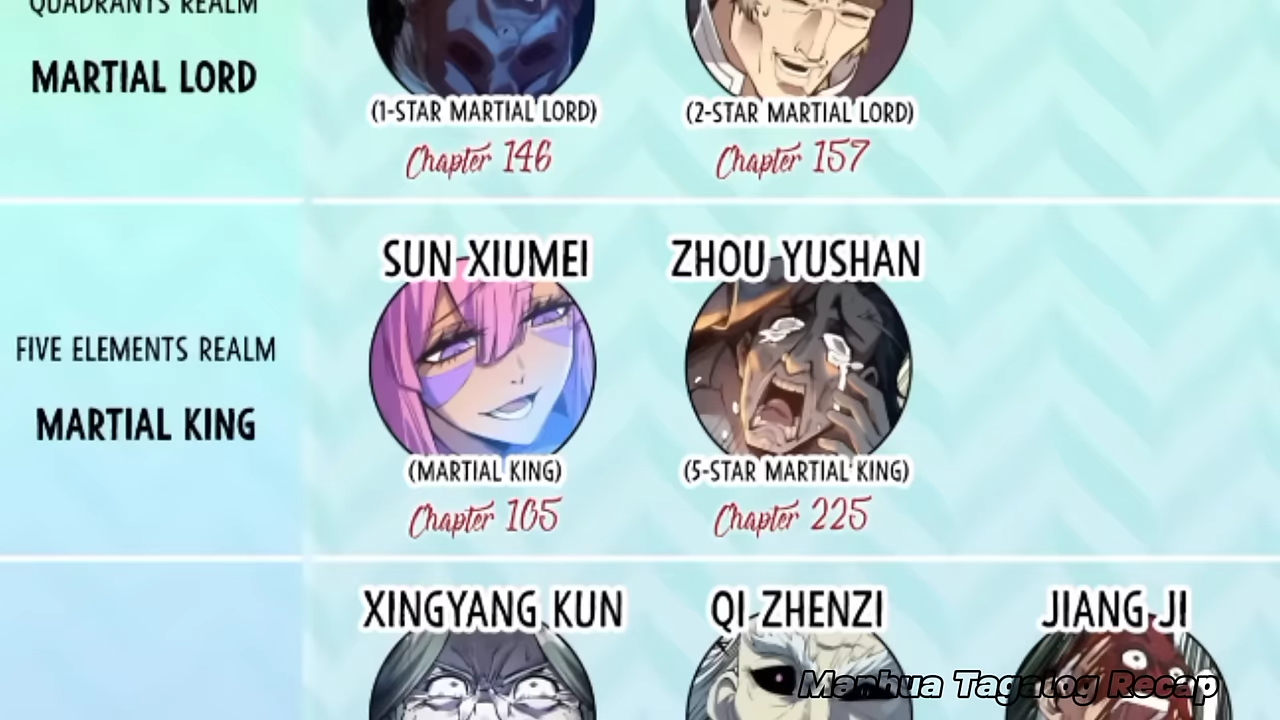 QUADRANTS REALM
MARTIAL LORD
(1-STAR MARTIAL LORD)
(2-STAR MARTIAL LORD)
Chapter 146
Chapter 157
SUN XIUMEI
ZHOU YUSHAN
FIVE ELEMENTS REALM
MARTIAL KING
(MARTIAL KING)
(5-STAR MARTIAL KING)
Chapter 105
Chapter 225
XINGYANG KUN
QI ZHENZI
JIANG JI
Manhua Tagalog Recap